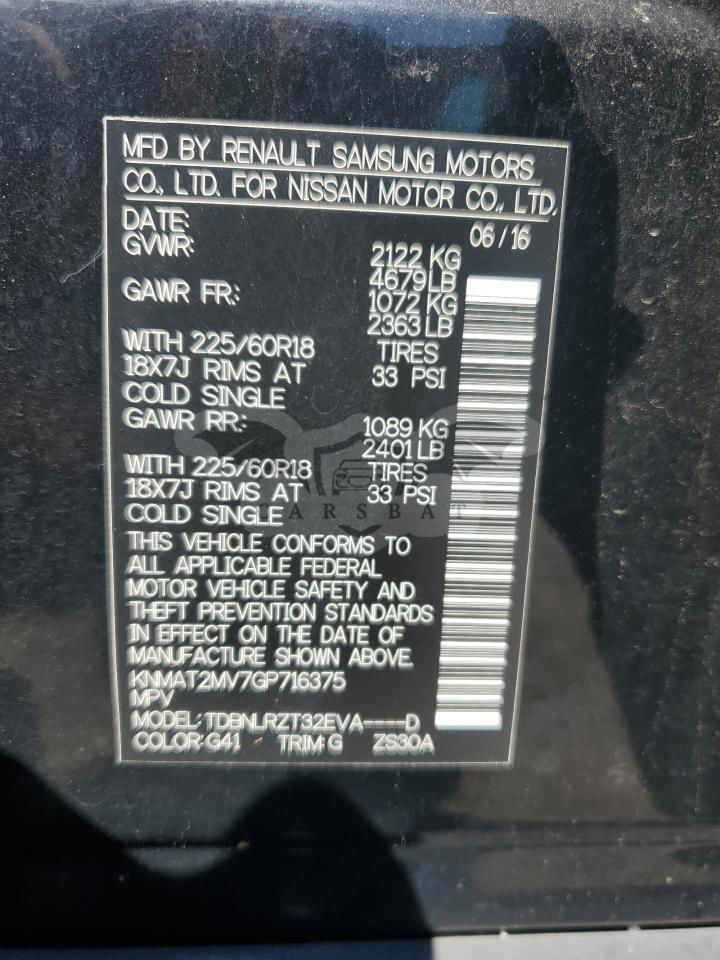 MFD BY RENAULT SAMSUNG MOTORS
CO., LTD. FOR NISSAN MOTOR CO., LTD.
DATE: 06/16
GVWR: 2122 KG
4679 LB
GAWR FR: 1072 KG
2363 LB
WITH 225/60R18 TIRES
18X7J RIMS AT 33 PSI
COLD SINGLE
GAWR RR: 1089 KG
2401 LB
WITH 225/60R18 TIRES
18X7J RIMS AT 33 PSI
COLD SINGLE
CARSBAT
THIS VEHICLE CONFORMS TO
ALL APPLICABLE FEDERAL
MOTOR VEHICLE SAFETY AND
THEFT PREVENTION STANDARDS
IN EFFECT ON THE DATE OF
MANUFACTURE SHOWN ABOVE.
KNMAT2MV7GP716375
MPV
MODEL: TDBNLRZT32EVA----D
COLOR: G41 TRIM G ZS30A